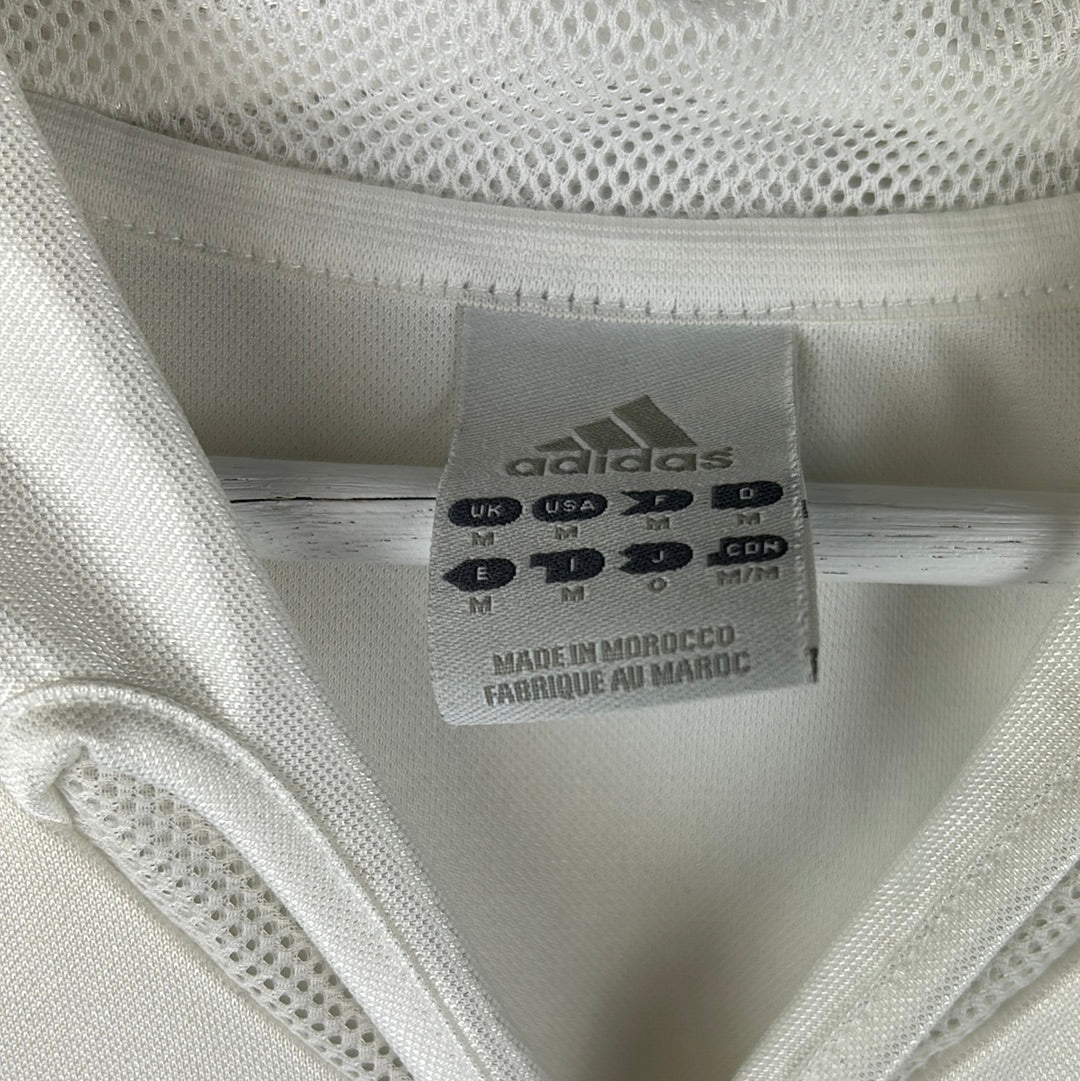 adidas
UK USA F D
M M M M
E I J CDN
M M O M/M
MADE IN MOROCCO
FABRIQUE AU MAROC